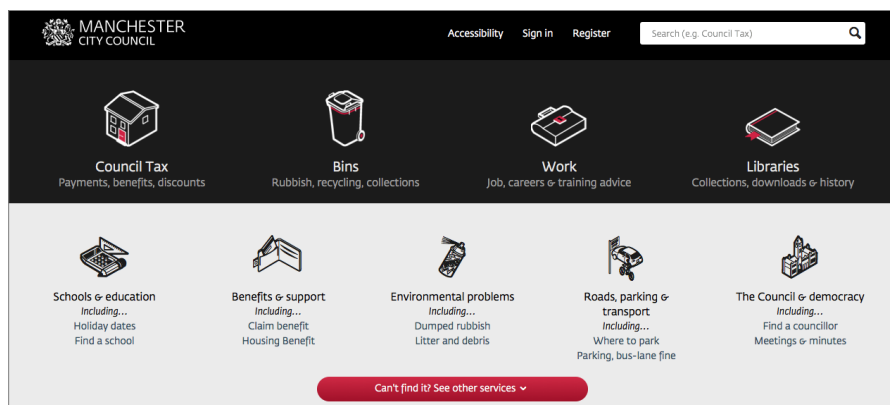 MANCHESTER
CITY COUNCIL
Accessibility Sign in Register Search (e.g. Council Tax)
Council Tax
Payments, benefits, discounts
Bins
Rubbish, recycling, collections
Work
Job, careers & training advice
Libraries
Collections, downloads & history
Schools & education
Including...
Holiday dates
Find a school
Benefits & support
Including...
Claim benefit
Housing Benefit
Environmental problems
Including...
Dumped rubbish
Litter and debris
Roads, parking &
transport
Including...
Where to park
Parking, bus-lane fine
The Council & democracy
Including...
Find a councillor
Meetings & minutes
Can't find it? See other services